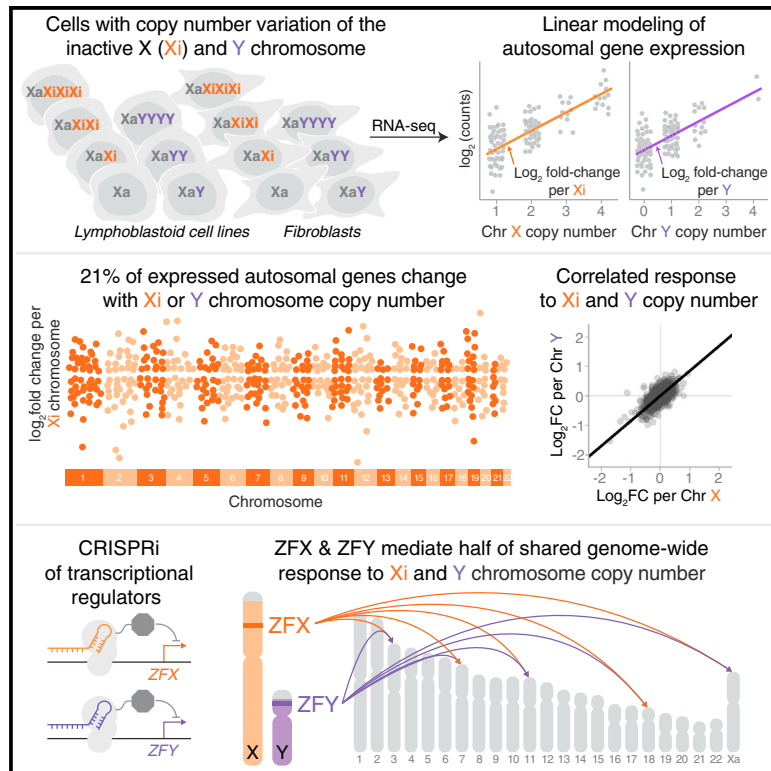 Cells with copy number variation of the
inactive X (Xi) and Y chromosome
XaXiXiXi
XaXiXi
XaYYYY
XaXi
XaYY
Xa
XaY
XaXiXiXi
XaXiXi
XaYYYY
XaXi
XaYY
Xa
XaY
Lymphoblastoid cell lines
Fibroblasts
RNA-seq
Linear modeling of
autosomal gene expression
log2 (counts)
Log2 fold-change
per Xi
Log2 fold-change
per Y
1 2 3 4
0 1 2 3 4
Chr X copy number
Chr Y copy number
21% of expressed autosomal genes change
with Xi or Y chromosome copy number
log2 fold change per
Xi chromosome
1 2 3 4 5 6 7 8 9 10 11 12 13 14 15 16 17 18 19 20 21 22
Chromosome
Correlated response
to Xi and Y copy number
Log2FC per Chr Y
2
1
0
-1
-2
-2 -1 0 1 2
Log2FC per Chr X
CRISPRi
of transcriptional
regulators
ZFX
ZFY
ZFX & ZFY mediate half of shared genome-wide
response to Xi and Y chromosome copy number
ZFX
ZFY
X
Y
1 2 3 4 5 6 7 8 9 10 11 12 13 14 15 16 17 18 19 20 21 22 Xa